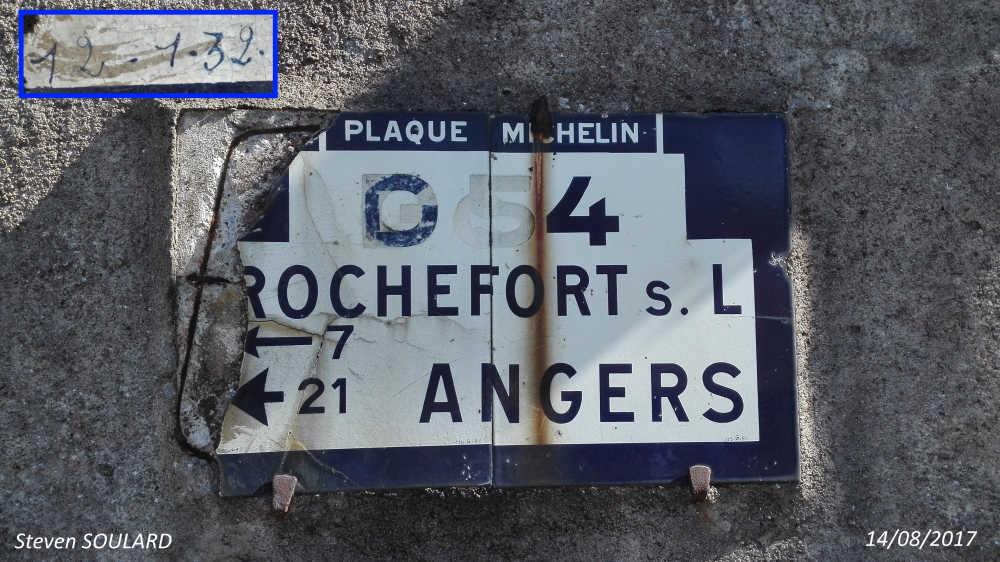 12-1-32.
PLAQUE MICHELIN
D 4
ROCHEFORT s. L
← 7
← 21 ANGERS
Steven SOULARD
14/08/2017